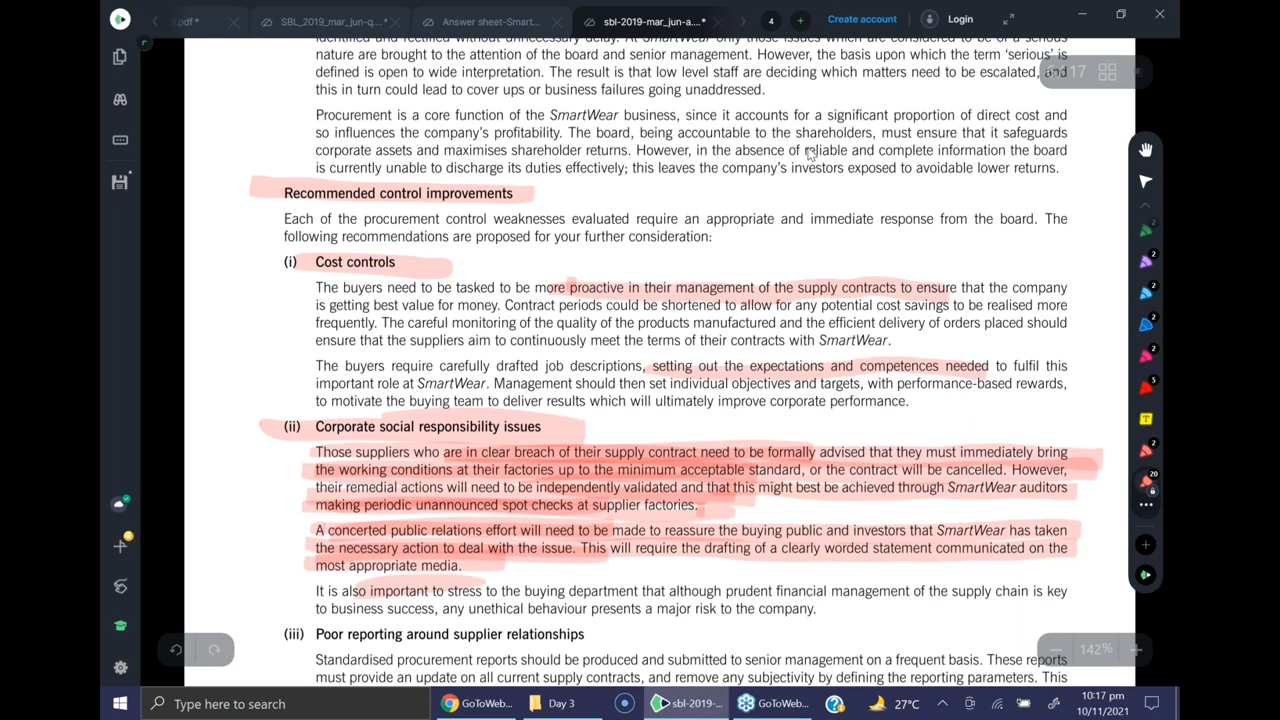 .pdf *
SBL_2019_mar_jun-q....*
Answer sheet-Smart...
sbl-2019-mar_jun-a....*
4
Create account
Login
nature are brought to the attention of the board and senior management. However, the basis upon which the term 'serious' is
defined is open to wide interpretation. The result is that low level staff are deciding which matters need to be escalated, and
this in turn could lead to cover ups or business failures going unaddressed.
17
Procurement is a core function of the SmartWear business, since it accounts for a significant proportion of direct cost and
so influences the company's profitability. The board, being accountable to the shareholders, must ensure that it safeguards
corporate assets and maximises shareholder returns. However, in the absence of reliable and complete information the board
is currently unable to discharge its duties effectively; this leaves the company's investors exposed to avoidable lower returns.
Recommended control improvements
Each of the procurement control weaknesses evaluated require an appropriate and immediate response from the board. The
following recommendations are proposed for your further consideration:
(i) Cost controls
The buyers need to be tasked to be more proactive in their management of the supply contracts to ensure that the company
is getting best value for money. Contract periods could be shortened to allow for any potential cost savings to be realised more
frequently. The careful monitoring of the quality of the products manufactured and the efficient delivery of orders placed should
ensure that the suppliers aim to continuously meet the terms of their contracts with SmartWear.
The buyers require carefully drafted job descriptions, setting out the expectations and competences needed to fulfil this
important role at SmartWear. Management should then set individual objectives and targets, with performance-based rewards,
to motivate the buying team to deliver results which will ultimately improve corporate performance.
(ii) Corporate social responsibility issues
Those suppliers who are in clear breach of their supply contract need to be formally advised that they must immediately bring
the working conditions at their factories up to the minimum acceptable standard, or the contract will be cancelled. However,
their remedial actions will need to be independently validated and that this might best be achieved through SmartWear auditors
making periodic unannounced spot checks at supplier factories.
A concerted public relations effort will need to be made to reassure the buying public and investors that SmartWear has taken
the necessary action to deal with the issue. This will require the drafting of a clearly worded statement communicated on the
most appropriate media.
It is also important to stress to the buying department that although prudent financial management of the supply chain is key
to business success, any unethical behaviour presents a major risk to the company.
(iii) Poor reporting around supplier relationships
Standardised procurement reports should be produced and submitted to senior management on a frequent basis. These reports
must provide an update on all current supply contracts, and remove any subjectivity by defining the reporting parameters. This
142%
2
2
2
2
2
5
T
2
20
Type here to search
GoToWeb...
Day 3
sbl-2019-...
GoToWeb...
27°C
10:17 pm
10/11/2021